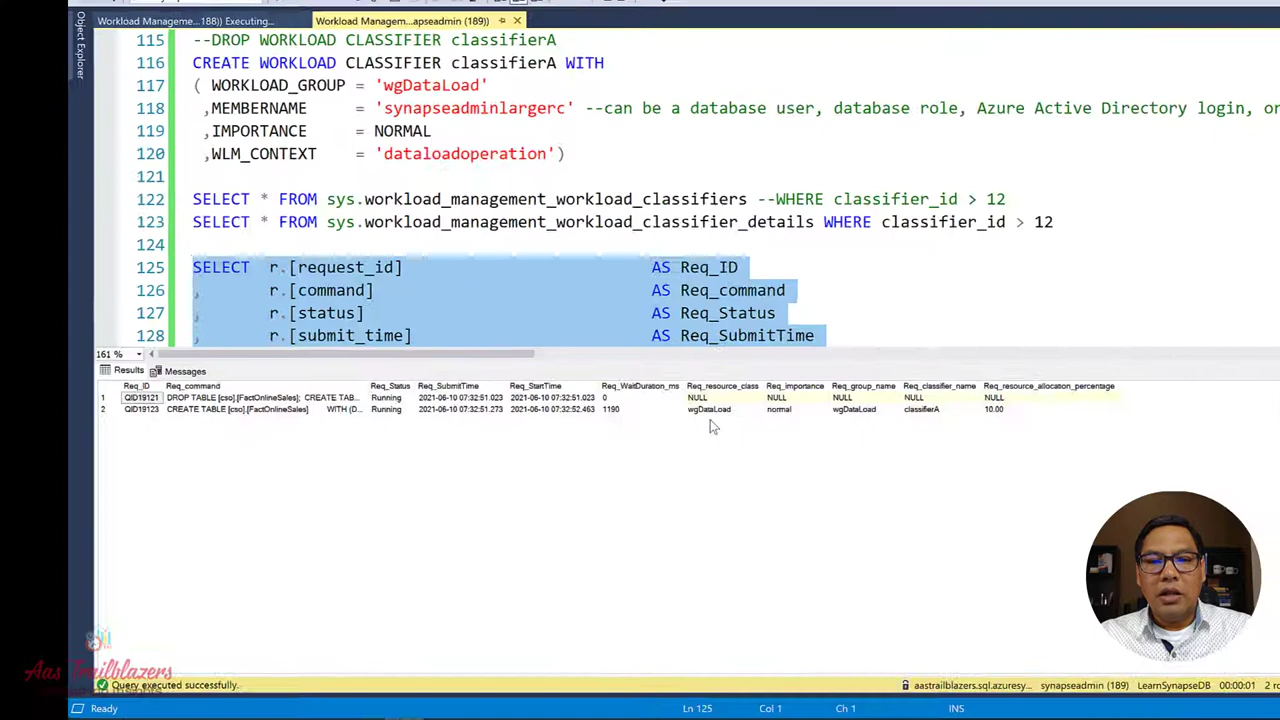 Workload Manageme...188)) Executing...
Workload Managem...apseadmin (189))
Object Explorer
115 --DROP WORKLOAD CLASSIFIER classifierA
116 CREATE WORKLOAD CLASSIFIER classifierA WITH
117 ( WORKLOAD_GROUP = 'wgDataLoad'
118 ,MEMBERNAME = 'synapseadminlargerc' --can be a database user, database role, Azure Active Directory login, or
119 ,IMPORTANCE = NORMAL
120 ,WLM_CONTEXT = 'dataloadoperation')
121
122 SELECT * FROM sys.workload_management_workload_classifiers --WHERE classifier_id > 12
123 SELECT * FROM sys.workload_management_workload_classifier_details WHERE classifier_id > 12
124
125 SELECT r.[request_id] AS Req_ID
126 , r.[command] AS Req_command
127 , r.[status] AS Req_Status
128 , r.[submit_time] AS Req_SubmitTime
161 %
Results Messages
Req_ID Req_command Req_Status Req_SubmitTime Req_StartTime Req_WaitDuration_ms Req_resource_class Req_importance Req_group_name Req_classifier_name Req_resource_allocation_percentage
1 QID19121 DROP TABLE [cso].[FactOnlineSales]; CREATE TAB... Running 2021-06-10 07:32:51.023 2021-06-10 07:32:51.023 0 NULL NULL NULL NULL NULL
2 QID19123 CREATE TABLE [cso].[FactOnlineSales] WITH (D... Running 2021-06-10 07:32:51.273 2021-06-10 07:32:52.463 1190 wgDataLoad normal wgDataLoad classifierA 10.00
Aas Trailblazers
Query executed successfully.
aastrailblazers.sql.azuresy... synapseadmin (189) LearnSynapseDB 00:00:01 2 ro
Ready Ln 125 Col 1 Ch 1 INS